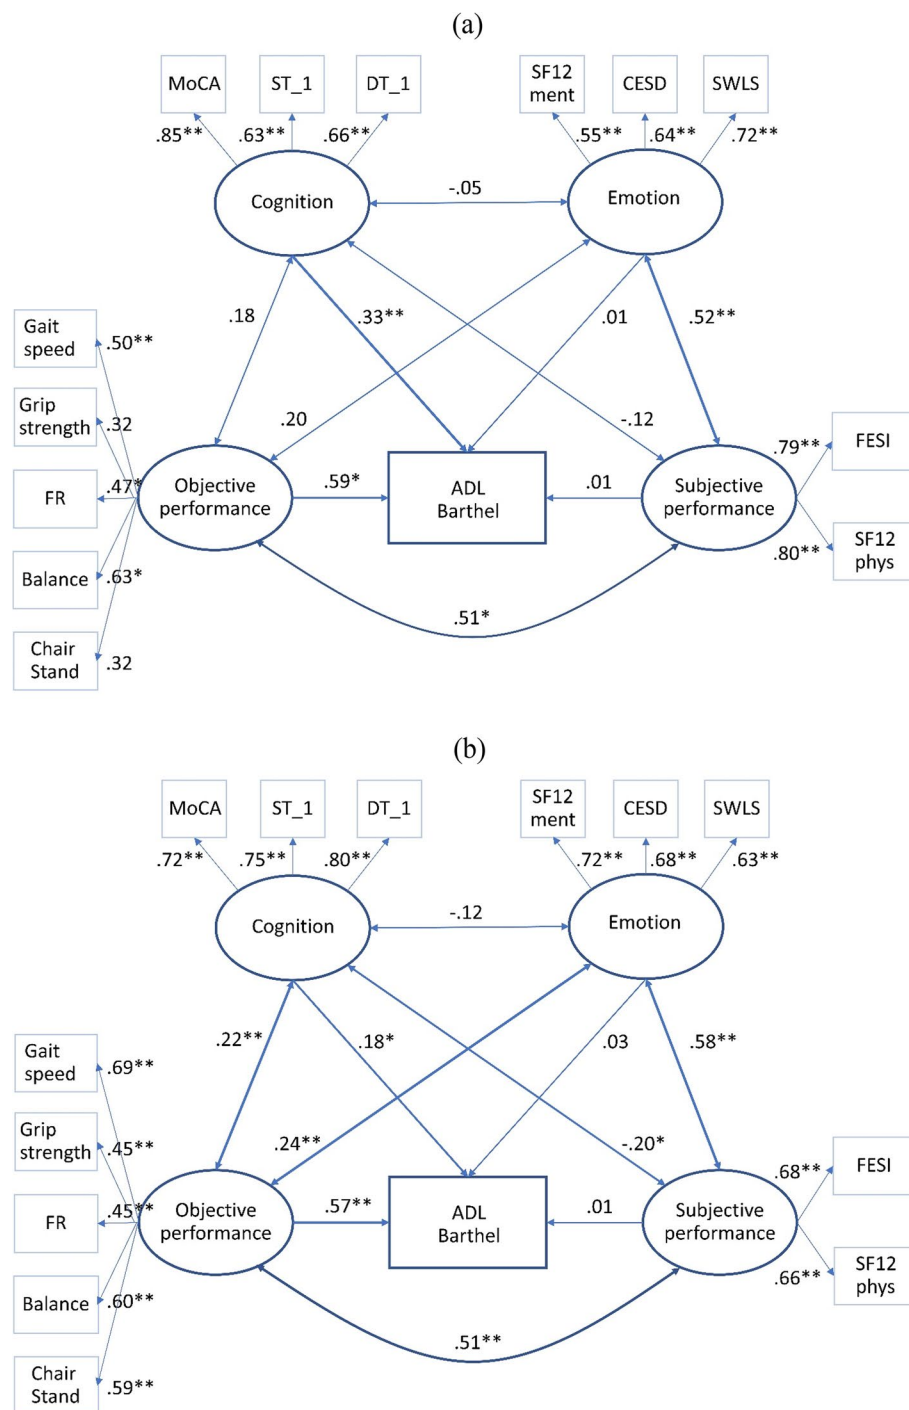 (a)
MoCA
ST_1
DT_1
SF12
ment
CESD
SWLS
.85**
.63**
.66**
.55**
.64**
.72**
Cognition
-.05
Emotion
.18
.33**
.01
.52**
Gait
speed
.50**
Grip
strength
.32
.20
-.12
FR
.47*
Objective
performance
.59*
ADL
Barthel
.01
Subjective
performance
.79**
FESI
Balance
.63*
.80**
SF12
phys
.51*
Chair
Stand
.32
(b)
MoCA
ST_1
DT_1
SF12
ment
CESD
SWLS
.72**
.75**
.80**
.72**
.68**
.63**
Cognition
-.12
Emotion
.22**
.18*
.03
.58**
Gait
speed
.69**
Grip
strength
.45**
.24**
-.20*
FR
.45**
Objective
performance
.57**
ADL
Barthel
.01
Subjective
performance
.68**
FESI
Balance
.60**
.66**
SF12
phys
.51**
Chair
Stand
.59**